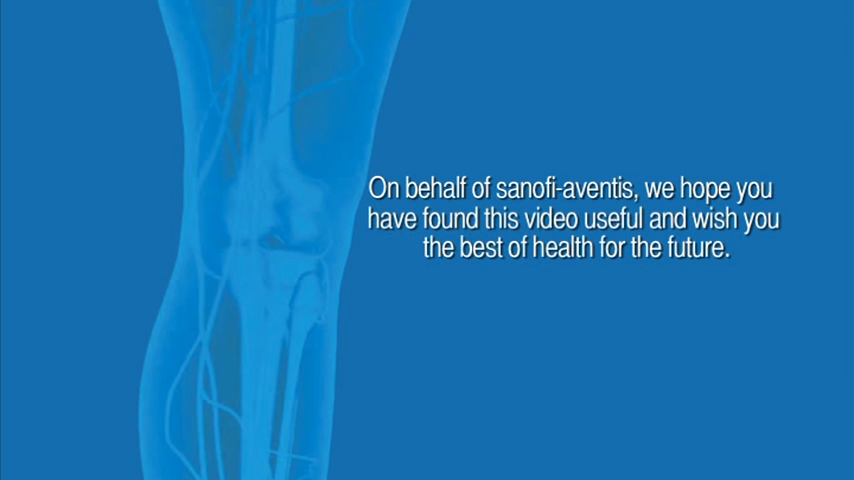 On behalf of sanofi-aventis, we hope you
have found this video useful and wish you
the best of health for the future.